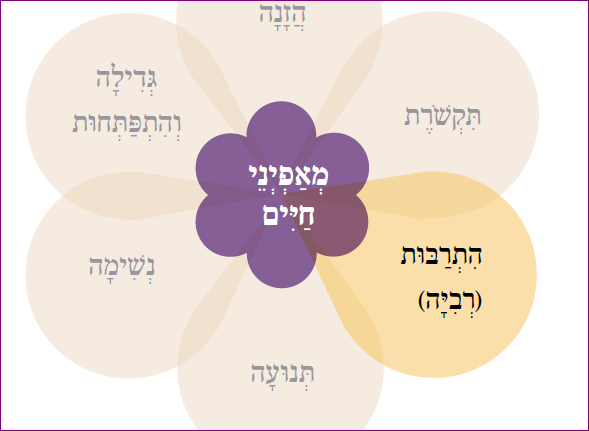 הֲזָנָה
גְּדִילָה
וְהִתְפַּתְּחוּת
תִּקְשֹׁרֶת
מְאַפְיְנֵי
חַיִּים
הִתְרַבּוּת
(רְבִיָּה)
נְשִׁימָה
תְּנוּעָה